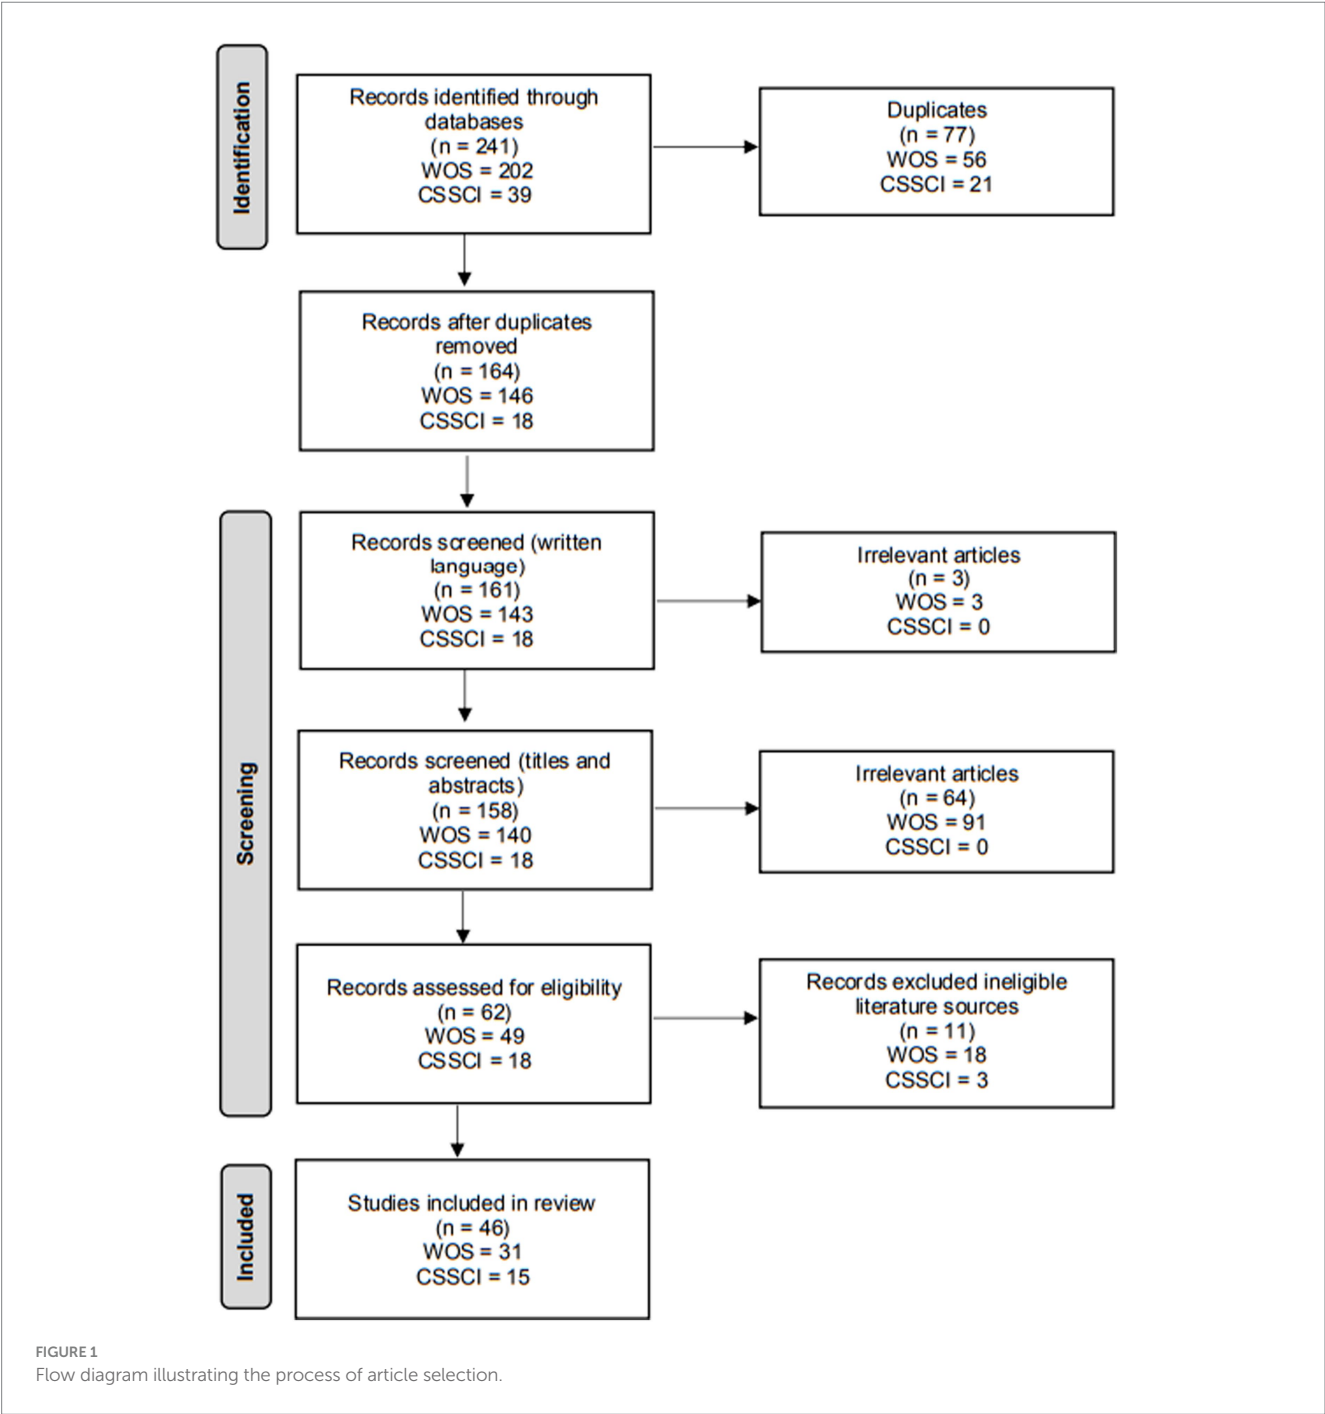 Identification
Records identified through
databases
(n = 241)
WOS = 202
CSSCI = 39
Duplicates
(n = 77)
WOS = 56
CSSCI = 21
Records after duplicates
removed
(n = 164)
WOS = 146
CSSCI = 18
Screening
Records screened (written
language)
(n = 161)
WOS = 143
CSSCI = 18
Irrelevant articles
(n = 3)
WOS = 3
CSSCI = 0
Records screened (titles and
abstracts)
(n = 158)
WOS = 140
CSSCI = 18
Irrelevant articles
(n = 64)
WOS = 91
CSSCI = 0
Records assessed for eligibility
(n = 62)
WOS = 49
CSSCI = 18
Records excluded ineligible
literature sources
(n = 11)
WOS = 18
CSSCI = 3
Included
Studies included in review
(n = 46)
WOS = 31
CSSCI = 15
FIGURE 1
Flow diagram illustrating the process of article selection.